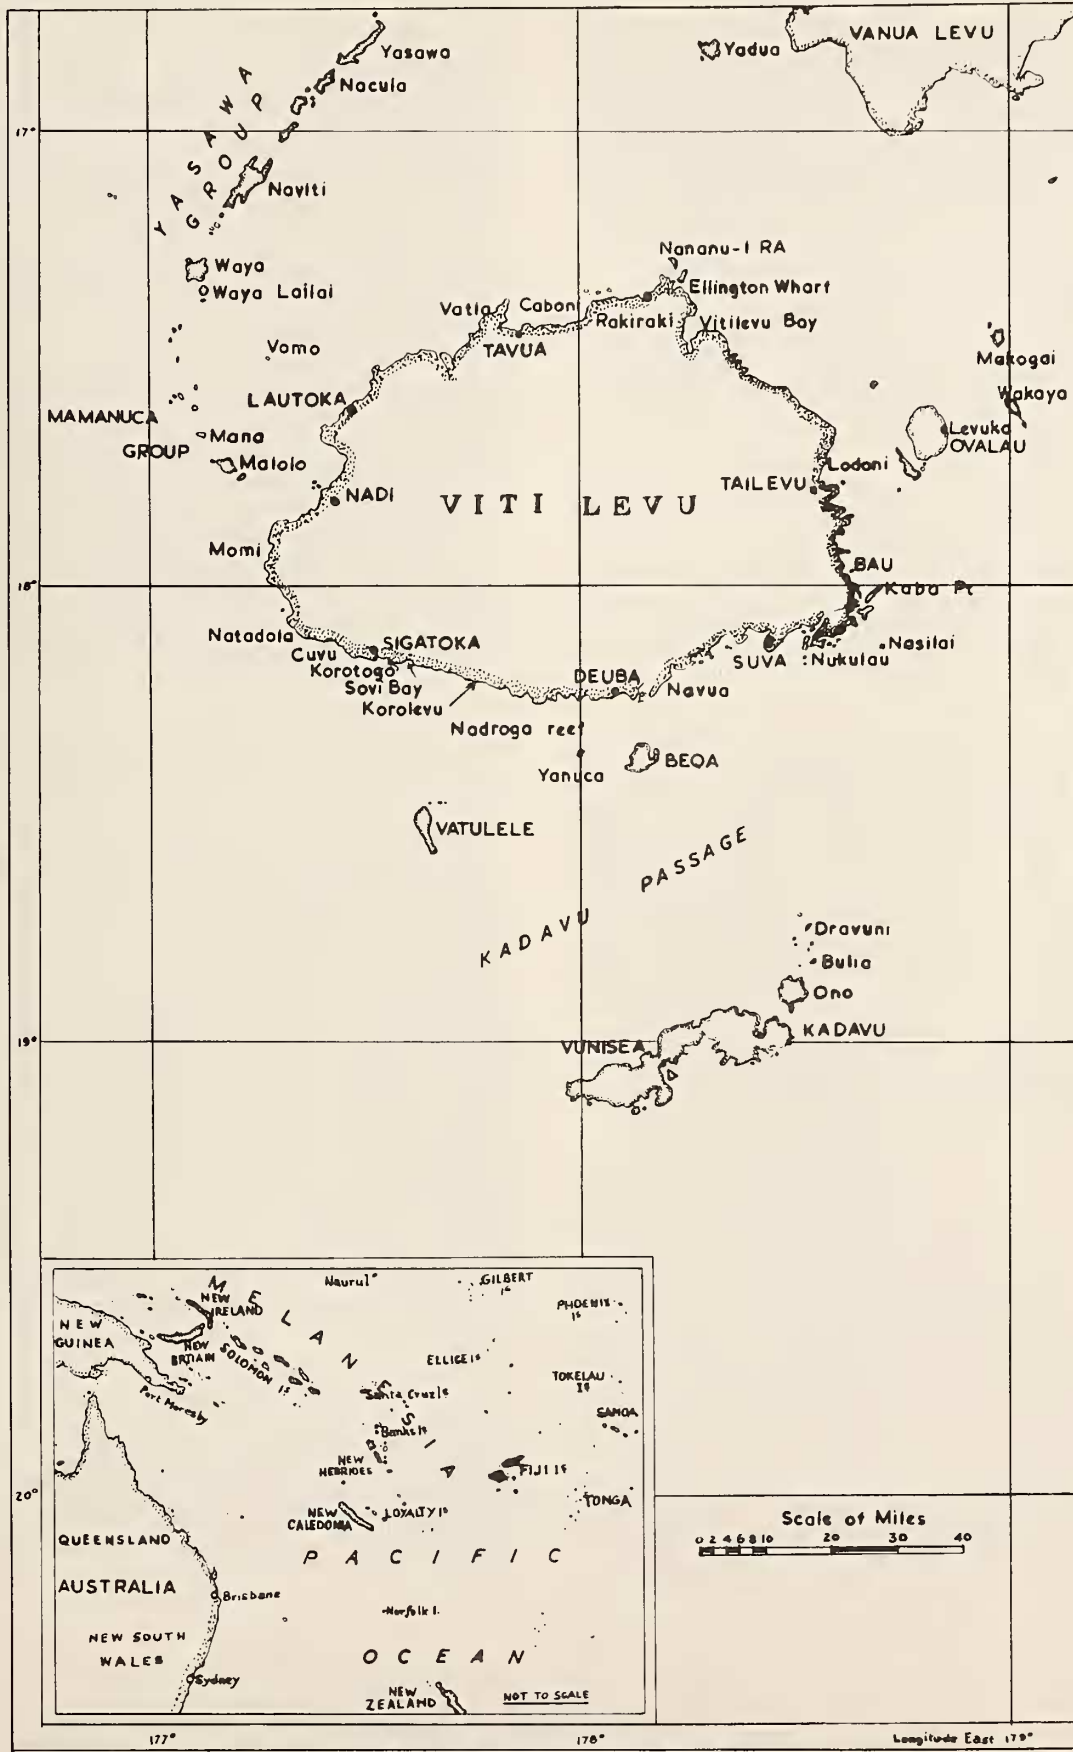 Yasawa
Nacula
YASAWA
GROUP
Naviti
Yadua
VANUA LEVU
17°
Waya
Waya Lailai
Vomo
Nananu-I RA
Ellington Wharf
Vatia
Caboni
Rakiraki
Vitilevu Bay
TAVUA
Makogai
Wakaya
LAUTOKA
MAMANUCA
GROUP
Mana
Malolo
Levuka
OVALAU
Lodoni
NADI
VITI LEVU
TAILEVU
Momi
BAU
18°
Kaba Pt
Natadola
Cuvu
SIGATOKA
Korotogo
Sovi Bay
Korolevu
SUVA
Nukulau
Nasilai
DEUBA
Navua
Nadroga reef
Yanuca
BEQA
VATULELE
KADAVU PASSAGE
Dravuni
Bulia
Ono
KADAVU
VUNISEA
19°
MELANESIA
Naurul°
GILBERT
Is
NEW
IRELAND
PHOENIX
Is
NEW
GUINEA
NEW
BRITAIN
SOLOMON Is
ELLICE Is
Port Moresby
Santa Cruz Is
TOKELAU
Is
SAMOA
Banks Is
NEW
HEBRIDES
FIJI Is
TONGA
NEW
CALEDONIA
LOYALTY Is
20°
QUEENSLAND
PACIFIC
AUSTRALIA
Brisbane
Norfolk I.
NEW SOUTH
WALES
OCEAN
Sydney
NEW
ZEALAND
NOT TO SCALE
Scale of Miles
0 2 4 6 8 10 20 30 40
177° 178° Longitude East 179°